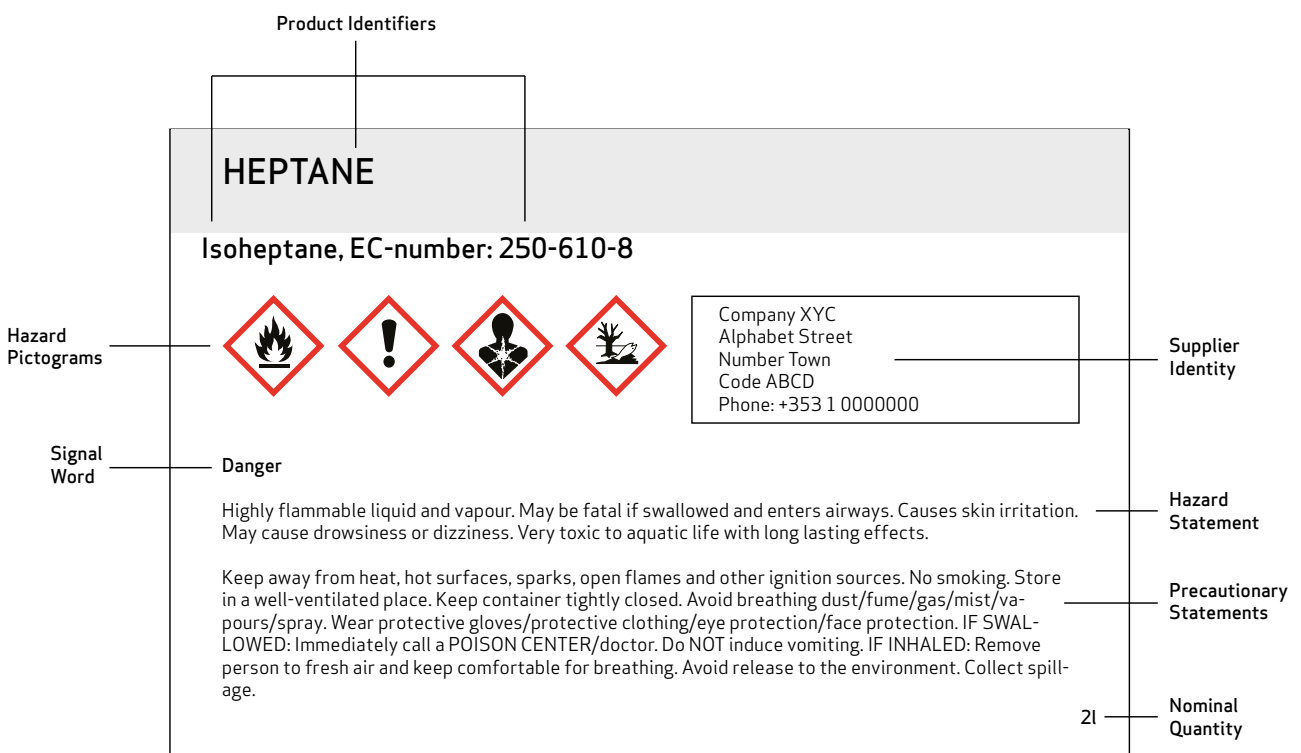 Product Identifiers
HEPTANE
Isoheptane, EC-number: 250-610-8
Hazard
Pictograms
Company XYC
Alphabet Street
Number Town
Code ABCD
Phone: +353 1 0000000
Supplier
Identity
Signal
Word
Danger
Highly flammable liquid and vapour. May be fatal if swallowed and enters airways. Causes skin irritation.
May cause drowsiness or dizziness. Very toxic to aquatic life with long lasting effects.
Hazard
Statement
Keep away from heat, hot surfaces, sparks, open flames and other ignition sources. No smoking. Store
in a well-ventilated place. Keep container tightly closed. Avoid breathing dust/fume/gas/mist/va-
pours/spray. Wear protective gloves/protective clothing/eye protection/face protection. IF SWAL-
LOWED: Immediately call a POISON CENTER/doctor. Do NOT induce vomiting. IF INHALED: Remove
person to fresh air and keep comfortable for breathing. Avoid release to the environment. Collect spill-
age.
Precautionary
Statements
2l
Nominal
Quantity